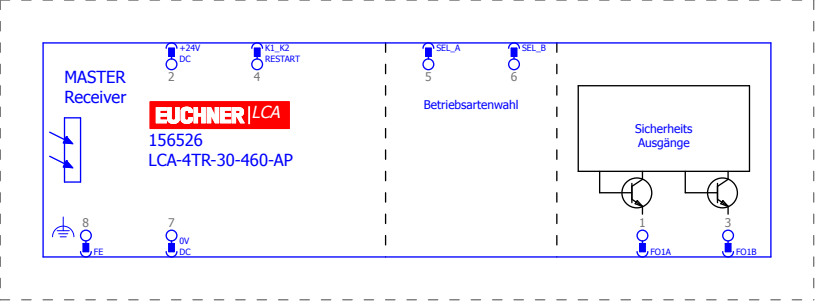 +24V
DC
2
K1_K2
RESTART
4
SEL_A
5
SEL_B
6
MASTER
Receiver
EUCHNER LCA
156526
LCA-4TR-30-460-AP
Betriebsartenwahl
Sicherheits
Ausgänge
8
FE
7
0V
DC
1
FO1A
3
FO1B